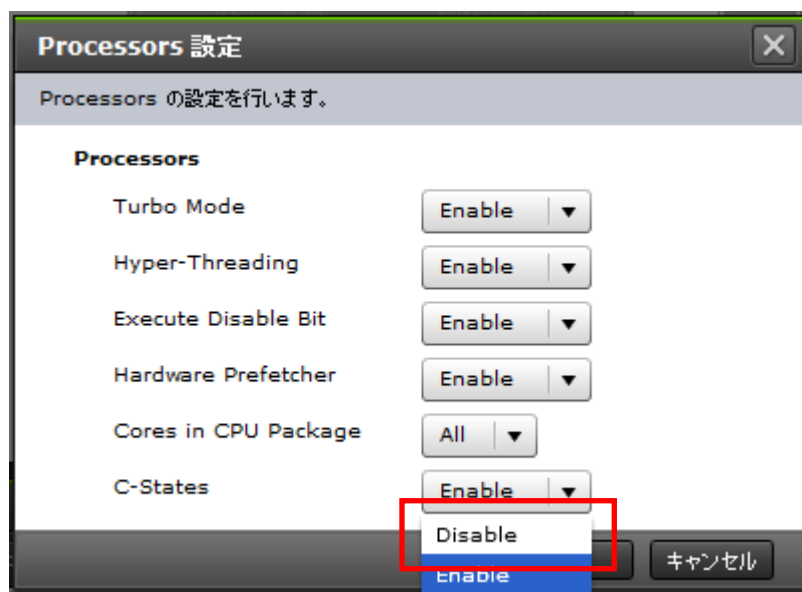 Processors 設定
Processors の設定を行います。
Processors
Turbo Mode Enable
Hyper-Threading Enable
Execute Disable Bit Enable
Hardware Prefetcher Enable
Cores in CPU Package All
C-States Enable
Disable
Enable
キャンセル